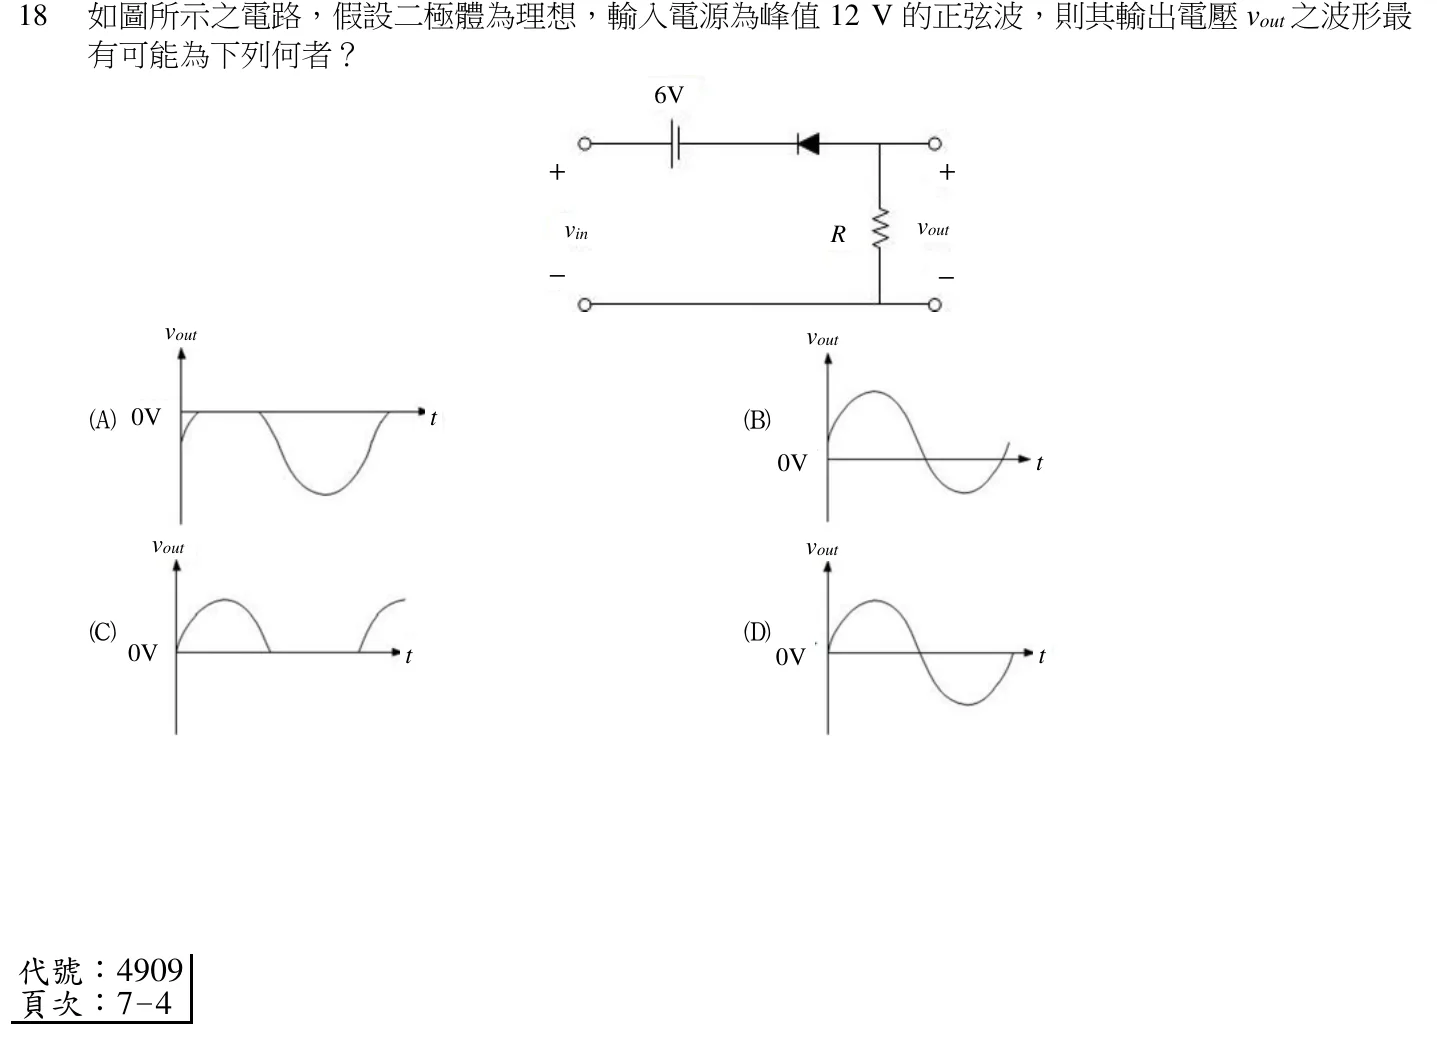 18 如圖所示之電路，假設二極體為理想，輸入電源為峰值 12 V 的正弦波，則其輸出電壓 vout 之波形最
有可能為下列何者？
6V
+ +
vin R vout
− −
vout vout
(A) 0V t (B) 0V t
vout vout
(C) 0V t (D) 0V t
代號：4909
頁次：7−4